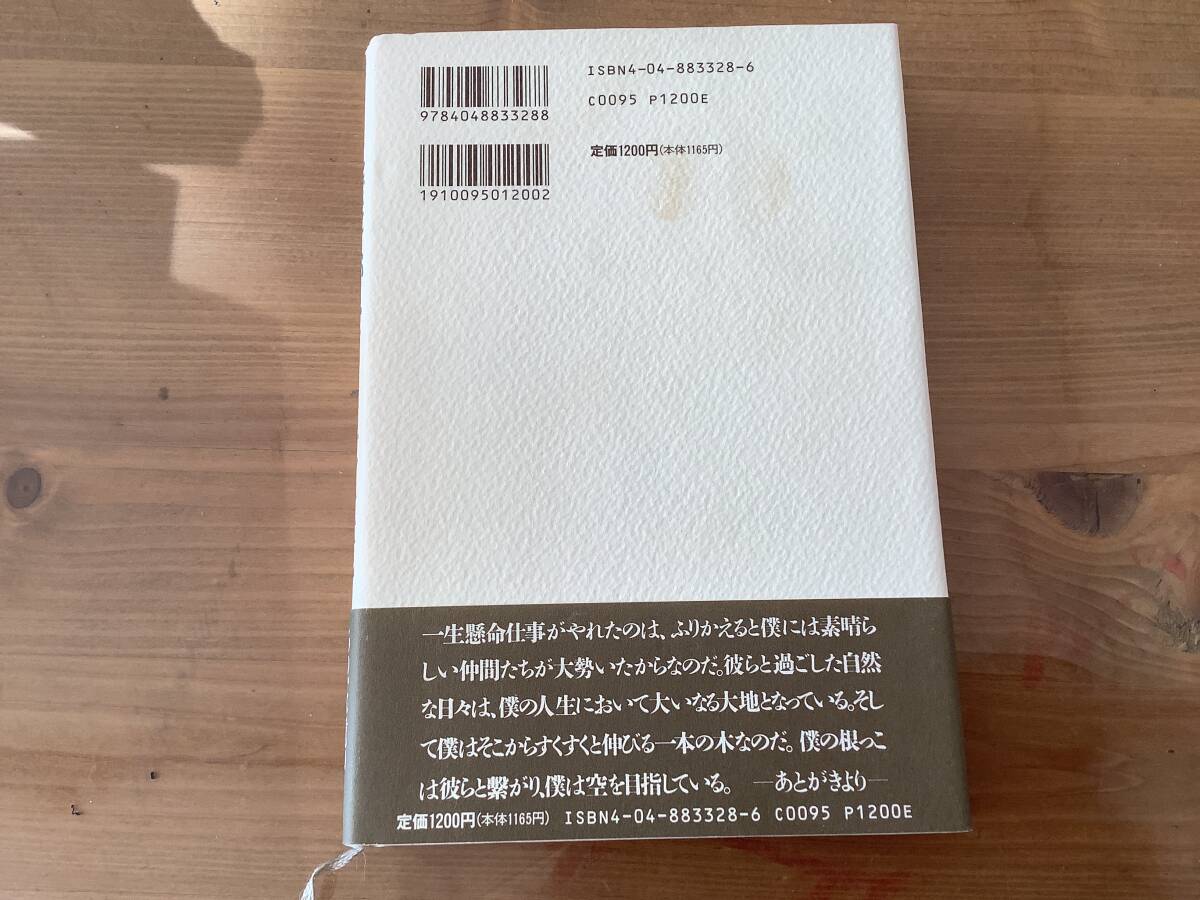 ISBN4-04-883328-6
9784048833288
C0095 P1200E
定価1200円(本体1165円)
1910095012002
一生懸命仕事がやれたのは、ふりかえると僕には素晴ら
しい仲間たちが大勢いたからなのだ。彼らと過ごした自然
な日々は、僕の人生において大いなる大地となっている。そし
て僕はそこからすくすくと伸びる一本の木なのだ。僕の根っこ
は彼らと繋がり、僕は空を目指している。 ―あとがきより―
定価1200円(本体1165円) ISBN4-04-883328-6 C0095 P1200E